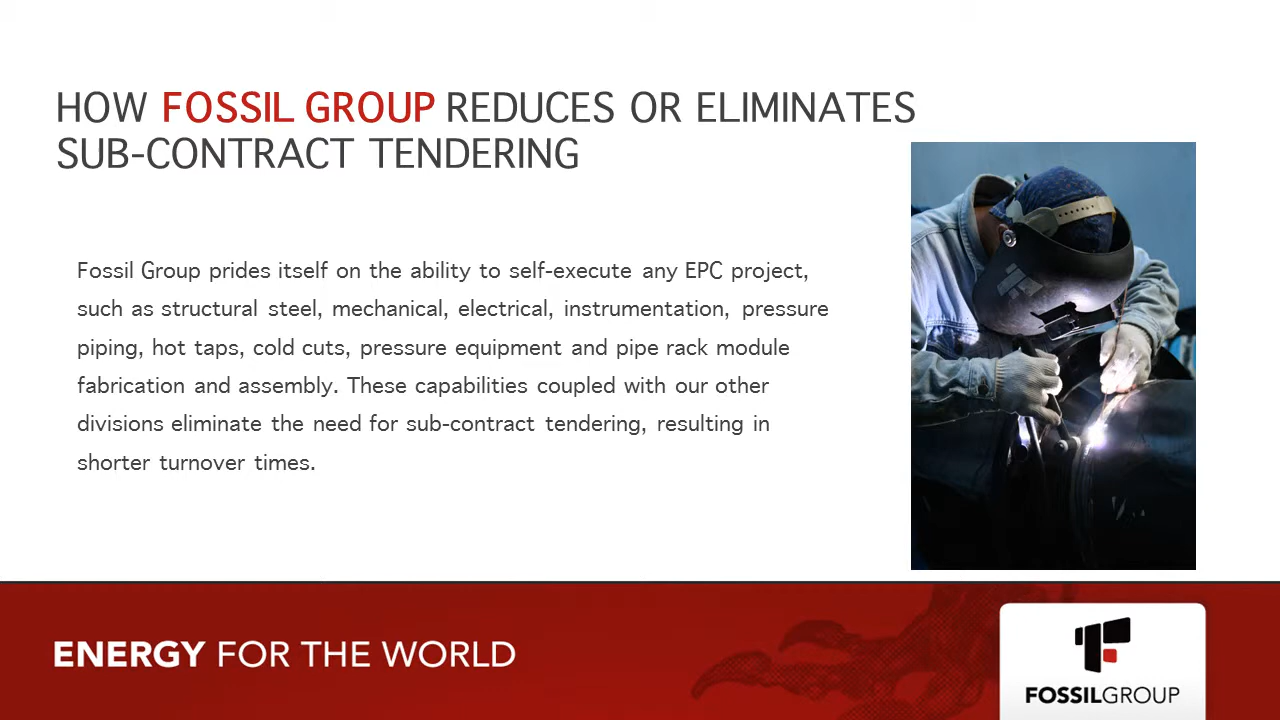 HOW FOSSIL GROUP REDUCES OR ELIMINATES
SUB-CONTRACT TENDERING
Fossil Group prides itself on the ability to self-execute any EPC project,
such as structural steel, mechanical, electrical, instrumentation, pressure
piping, hot taps, cold cuts, pressure equipment and pipe rack module
fabrication and assembly. These capabilities coupled with our other
divisions eliminate the need for sub-contract tendering, resulting in
shorter turnover times.
ENERGY FOR THE WORLD
FOSSILGROUP